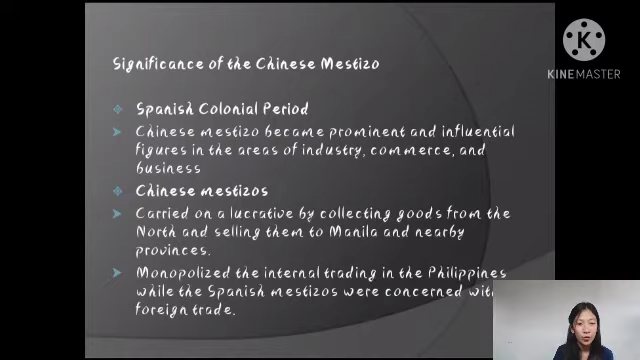 Significance of the Chinese Mestizo
KINEMASTER
Spanish Colonial Period
Chinese mestizo became prominent and influential
figures in the areas of industry, commerce, and
business
Chinese mestizos
Carried on a lucrative by collecting goods from the
North and selling them to Manila and nearby
provinces.
Monopolized the internal trading in the Philippines
while the Spanish mestizos were concerned with
foreign trade.